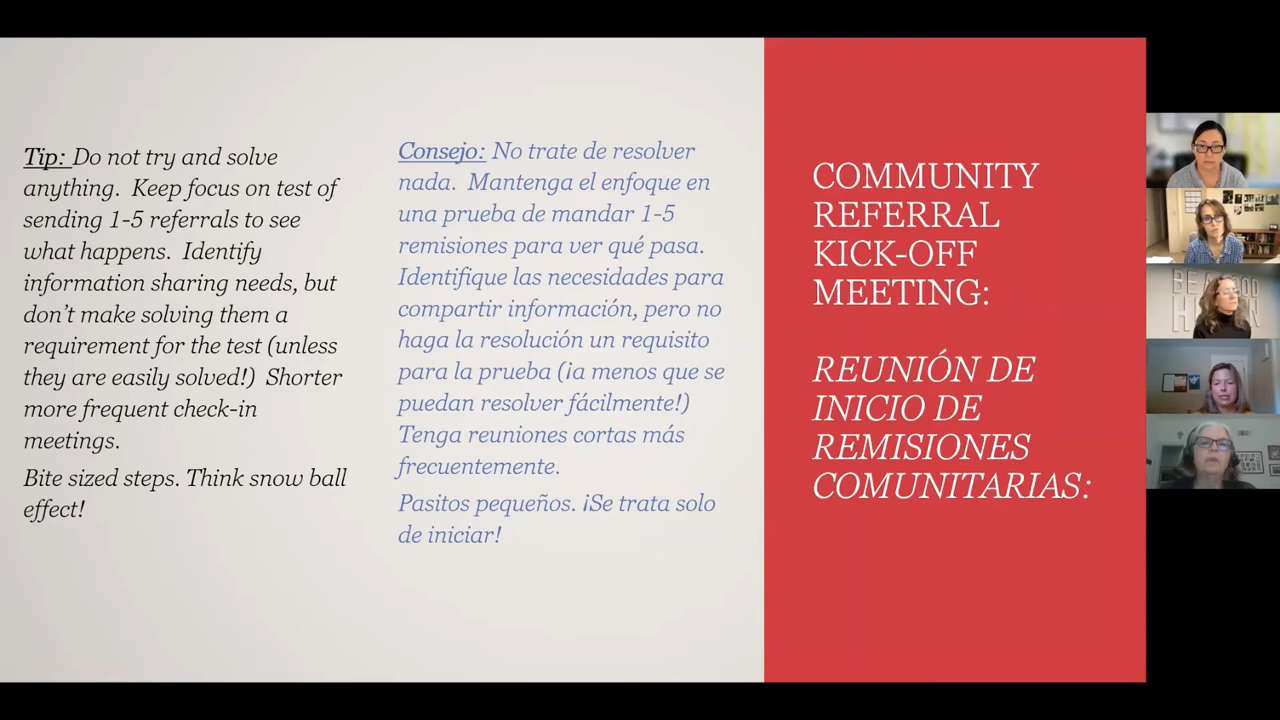 Tip: Do not try and solve
anything. Keep focus on test of
sending 1-5 referrals to see
what happens. Identify
information sharing needs, but
don't make solving them a
requirement for the test (unless
they are easily solved!) Shorter
more frequent check-in
meetings.
Bite sized steps. Think snow ball
effect!
Consejo: No trate de resolver
nada. Mantenga el enfoque en
una prueba de mandar 1-5
remisiones para ver qué pasa.
Identifique las necesidades para
compartir información, pero no
haga la resolución un requisito
para la prueba (¡a menos que se
puedan resolver fácilmente!)
Tenga reuniones cortas más
frecuentemente.
Pasitos pequeños. ¡Se trata solo
de iniciar!
COMMUNITY
REFERRAL
KICK-OFF
MEETING:
REUNIÓN DE
INICIO DE
REMISIONES
COMUNITARIAS: